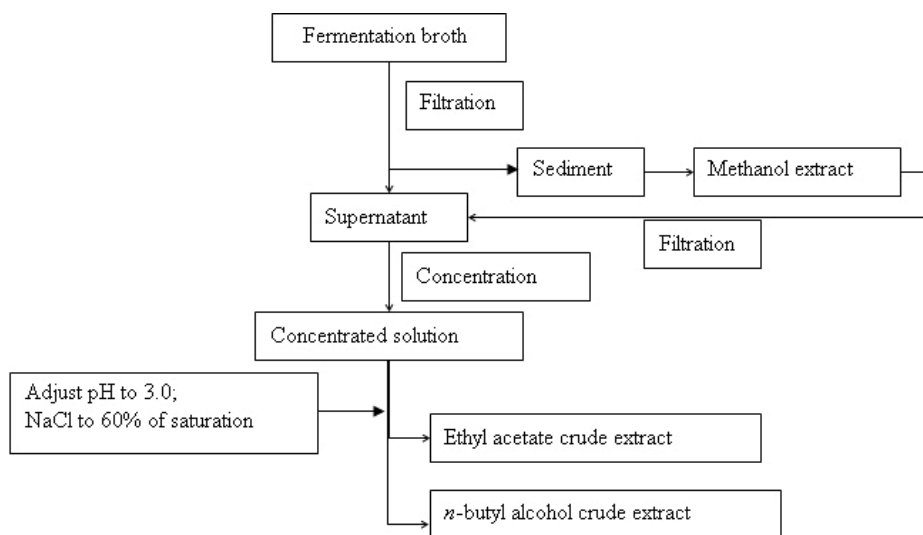 Fermentation broth
Filtration
Sediment
Methanol extract
Supernatant
Filtration
Concentration
Concentrated solution
Adjust pH to 3.0;
NaCl to 60% of saturation
Ethyl acetate crude extract
n-butyl alcohol crude extract